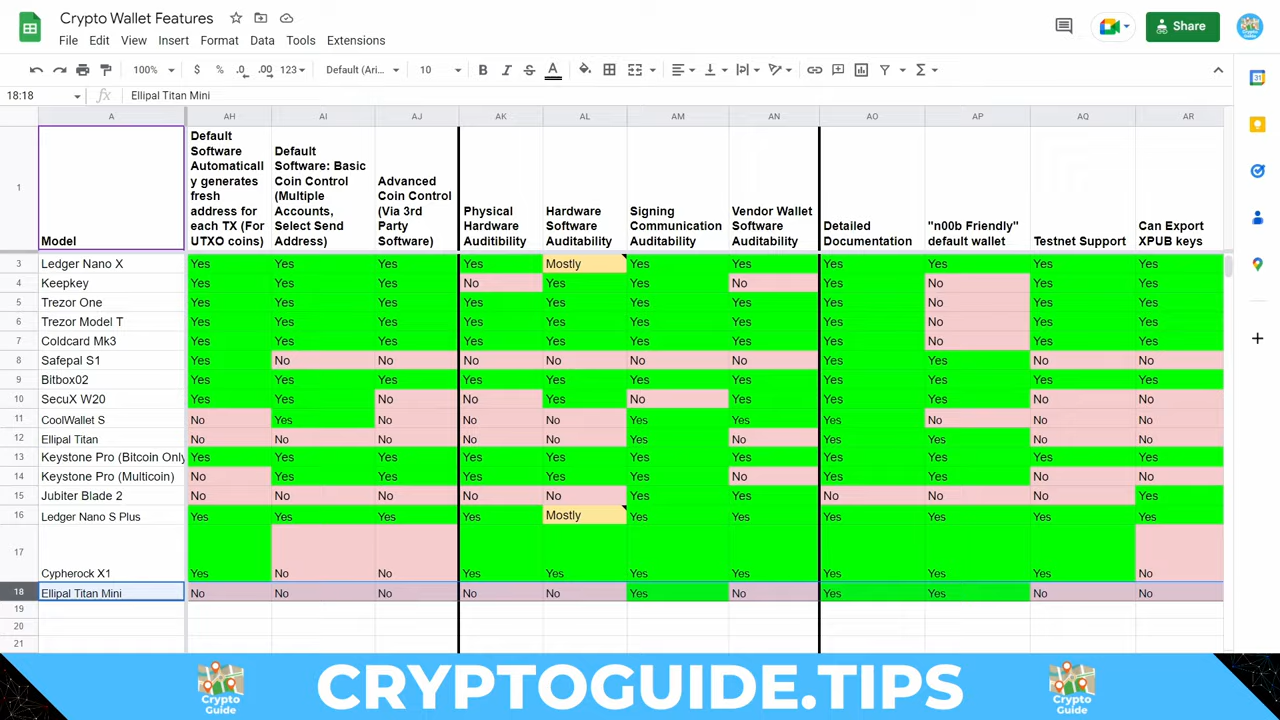 Crypto Wallet Features
File Edit View Insert Format Data Tools Extensions
Share
Crypto Guide
100% $ % .0 .00 123 Default (Ari... 10 B I S A
18:18 fx Ellipal Titan Mini
A AH AI AJ AK AL AM AN AO AP AQ AR
1
Model
Default
Software
Automaticall
y generates
fresh
address for
each TX (For
UTXO coins)
Default
Software: Basic
Coin Control
(Multiple
Accounts,
Select Send
Address)
Advanced
Coin Control
(Via 3rd
Party
Software)
Physical
Hardware
Auditibility
Hardware
Software
Auditability
Signing
Communication
Auditability
Vendor Wallet
Software
Auditability
Detailed
Documentation
"n00b Friendly"
default wallet
Testnet Support
Can Export
XPUB keys
3 Ledger Nano X Yes Yes Yes Yes Mostly Yes Yes Yes Yes Yes Yes
4 Keepkey Yes Yes Yes No Yes Yes No Yes No Yes Yes
5 Trezor One Yes Yes Yes Yes Yes Yes Yes Yes No Yes Yes
6 Trezor Model T Yes Yes Yes Yes Yes Yes Yes Yes No Yes Yes
7 Coldcard Mk3 Yes Yes Yes Yes Yes Yes Yes Yes No Yes Yes
8 Safepal S1 Yes No No No No No No Yes Yes No No
9 Bitbox02 Yes Yes Yes Yes Yes Yes Yes Yes Yes Yes Yes
10 SecuX W20 Yes Yes No No Yes No Yes Yes Yes No No
11 CoolWallet S No Yes No No No Yes Yes Yes No No No
12 Ellipal Titan No No No No No Yes No Yes Yes No No
13 Keystone Pro (Bitcoin Only Yes Yes Yes Yes Yes Yes Yes Yes Yes Yes Yes
14 Keystone Pro (Multicoin) No Yes Yes Yes Yes Yes No Yes Yes No No
15 Jubiter Blade 2 No No No No No Yes Yes No No No Yes
16 Ledger Nano S Plus Yes Yes Yes Yes Mostly Yes Yes Yes Yes Yes Yes
17 Cypherock X1 Yes No No Yes Yes Yes Yes Yes Yes Yes No
18 Ellipal Titan Mini No No No No No Yes No Yes Yes No No
19
20
21
Crypto
Guide
CRYPTOGUIDE.TIPS
Crypto
Guide